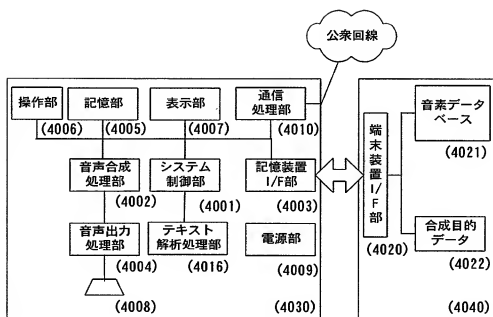 公衆回線
操作部
(4006)
記憶部
(4005)
表示部
(4007)
通信
処理部
(4010)
音声合成
処理部
(4002)
システム
制御部
(4001)
記憶装置
I/F部
(4003)
音声出力
処理部
(4004)
テキスト
解析処理部
(4016)
電源部
(4009)
(4008)
(4030)
端末装置I/F部
(4020)
音素データ
ベース
(4021)
合成目的
データ
(4022)
(4040)